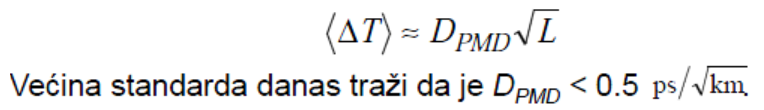 ⟨ΔT⟩ ≈ D_PMD √L
Većina standarda danas traži da je D_PMD < 0.5 ps/√km.